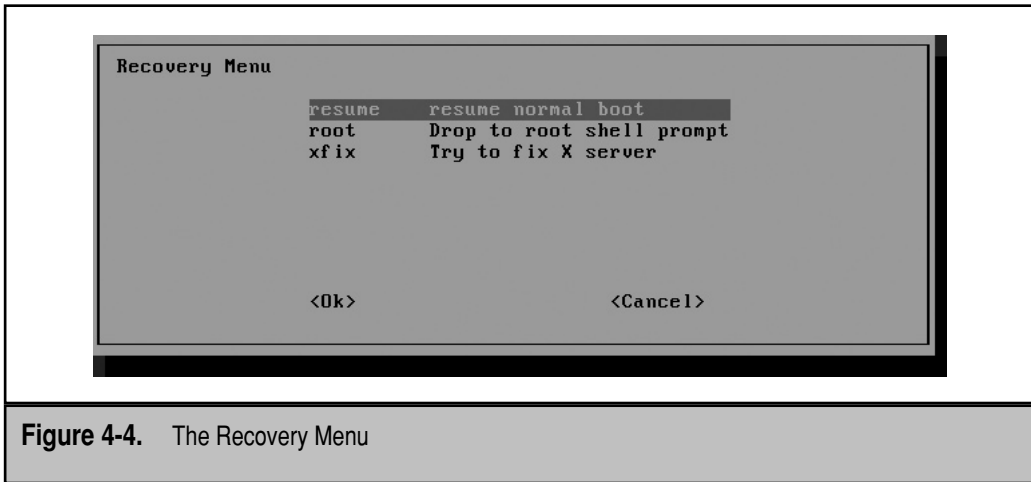 Recovery Menu
resume resume normal boot
root Drop to root shell prompt
xfix Try to fix X server
<Ok> <Cancel>
Figure 4-4. The Recovery Menu